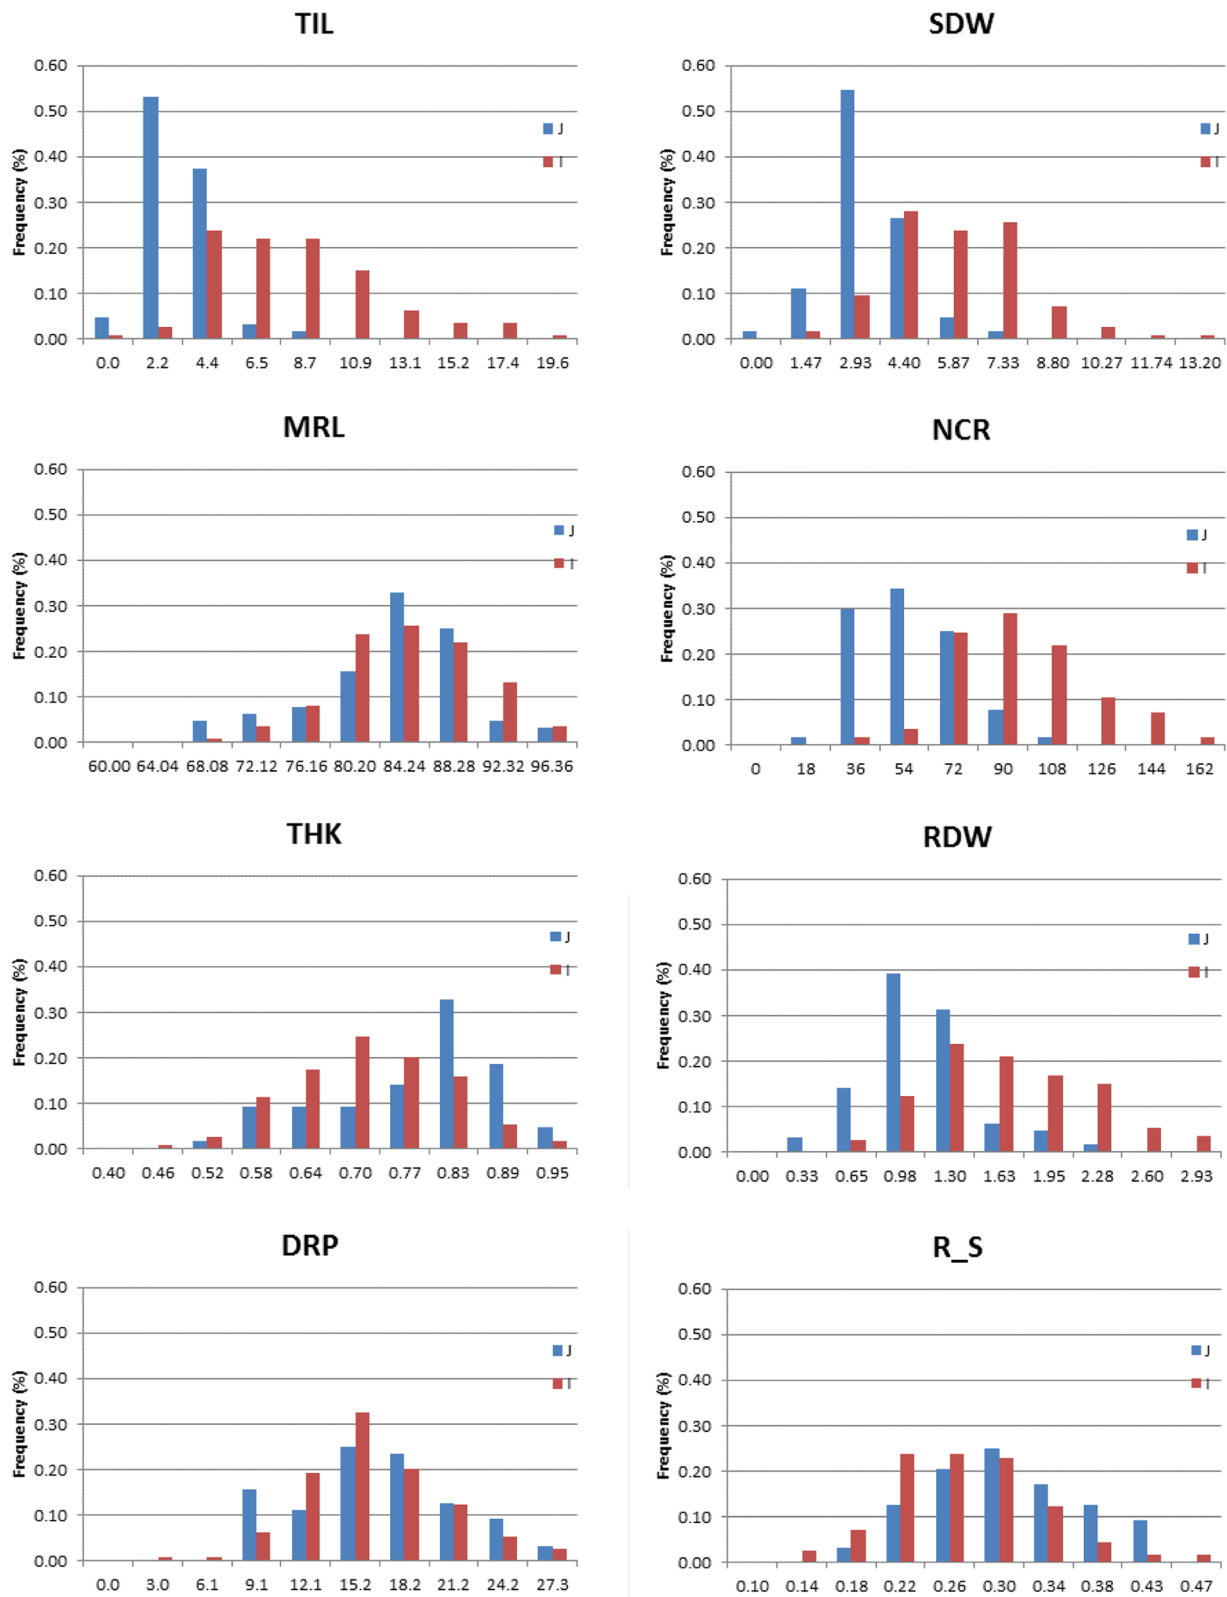 TIL
0.60
0.50
0.40
0.30
0.20
0.10
0.00
Frequency (%)
J
I
0.0 2.2 4.4 6.5 8.7 10.9 13.1 15.2 17.4 19.6
SDW
0.60
0.50
0.40
0.30
0.20
0.10
0.00
Frequency (%)
J
I
0.00 1.47 2.93 4.40 5.87 7.33 8.80 10.27 11.74 13.20
MRL
0.60
0.50
0.40
0.30
0.20
0.10
0.00
Frequency (%)
J
I
60.00 64.04 68.08 72.12 76.16 80.20 84.24 88.28 92.32 96.36
NCR
0.60
0.50
0.40
0.30
0.20
0.10
0.00
Frequency (%)
J
I
0 18 36 54 72 90 108 126 144 162
THK
0.60
0.50
0.40
0.30
0.20
0.10
0.00
Frequency (%)
J
I
0.40 0.46 0.52 0.58 0.64 0.70 0.77 0.83 0.89 0.95
RDW
0.60
0.50
0.40
0.30
0.20
0.10
0.00
Frequency (%)
J
I
0.00 0.33 0.65 0.98 1.30 1.63 1.95 2.28 2.60 2.93
DRP
0.60
0.50
0.40
0.30
0.20
0.10
0.00
Frequency (%)
J
I
0.0 3.0 6.1 9.1 12.1 15.2 18.2 21.2 24.2 27.3
R_S
0.60
0.50
0.40
0.30
0.20
0.10
0.00
Frequency (%)
J
I
0.10 0.14 0.18 0.22 0.26 0.30 0.34 0.38 0.43 0.47